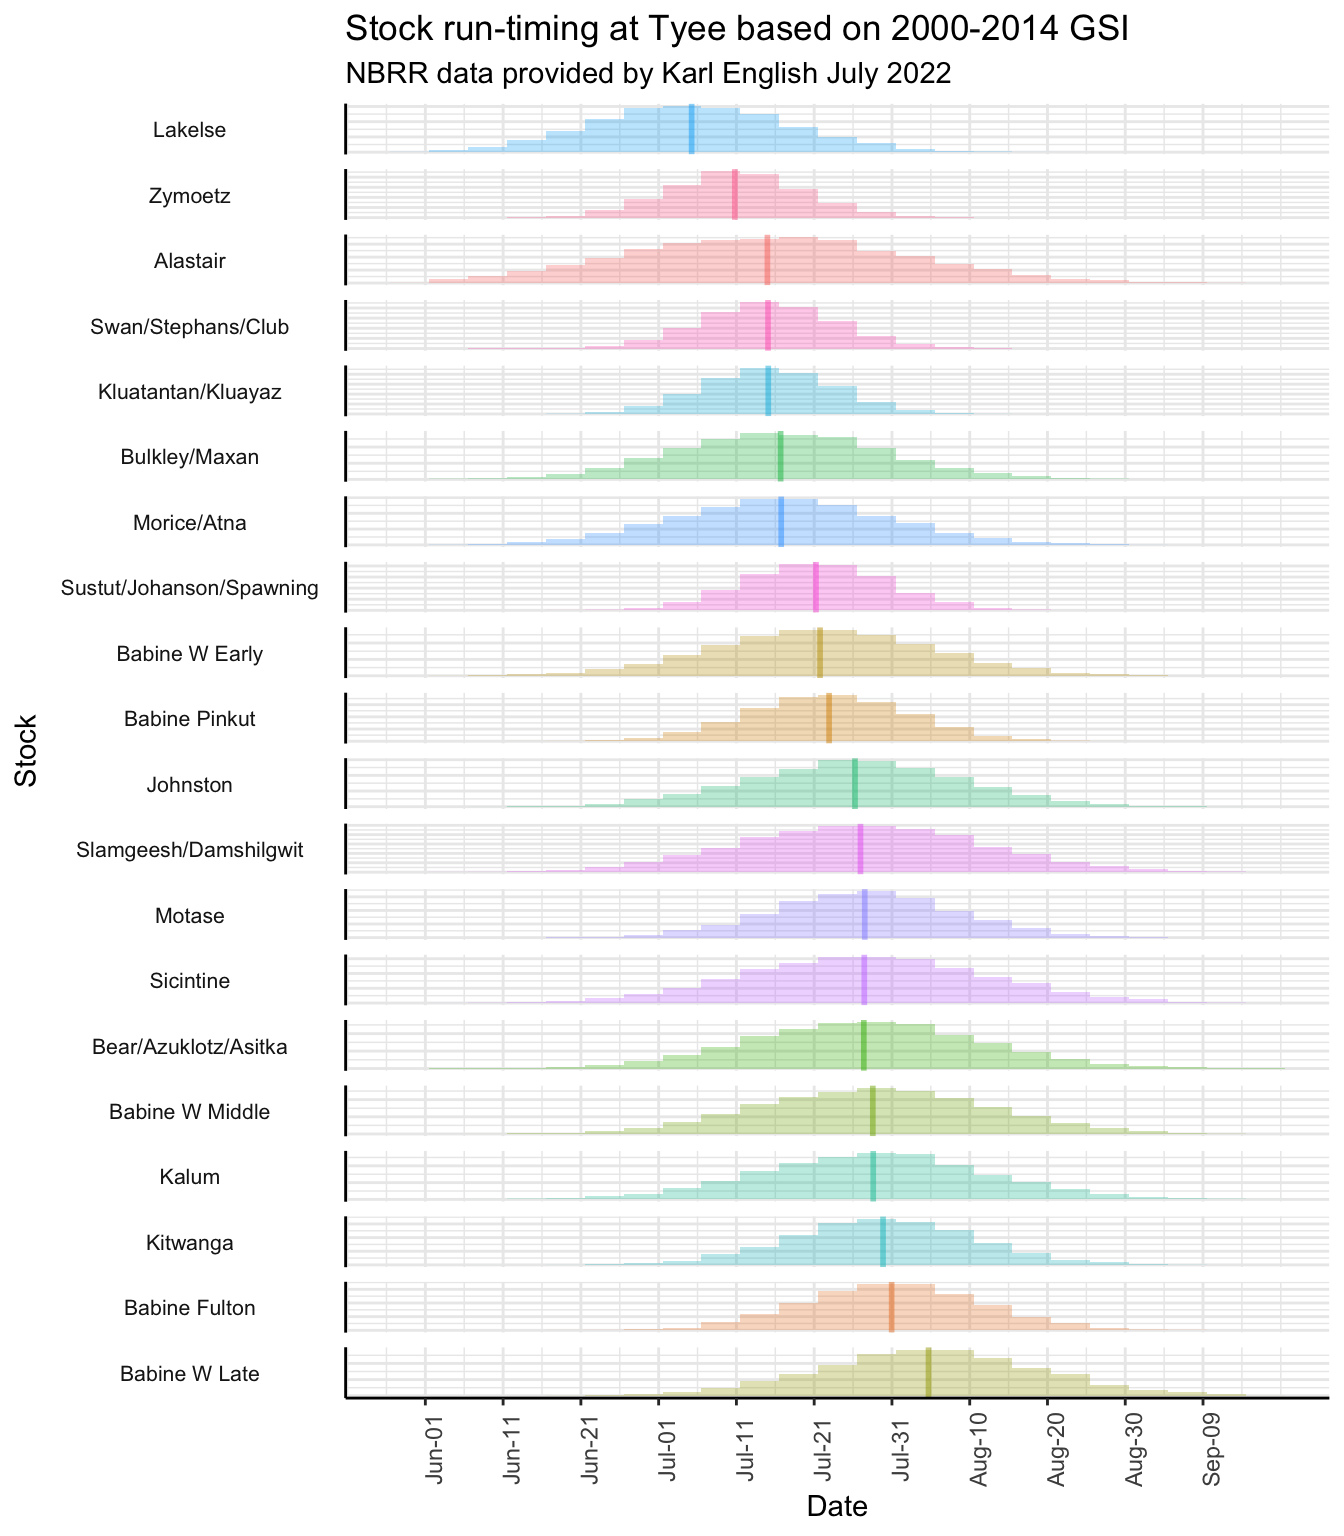 Stock run-timing at Tyee based on 2000-2014 GSI
NBRR data provided by Karl English July 2022
Lakelse
Zymoetz
Alastair
Swan/Stephans/Club
Kluatantan/Kluayaz
Bulkley/Maxan
Morice/Atna
Sustut/Johanson/Spawning
Babine W Early
Babine Pinkut
Johnston
Slamgeesh/Damshilgwit
Motase
Sicintine
Bear/Azuklotz/Asitka
Babine W Middle
Kalum
Kitwanga
Babine Fulton
Babine W Late
Stock
Jun-01
Jun-11
Jun-21
Jul-01
Jul-11
Jul-21
Jul-31
Aug-10
Aug-20
Aug-30
Sep-09
Date